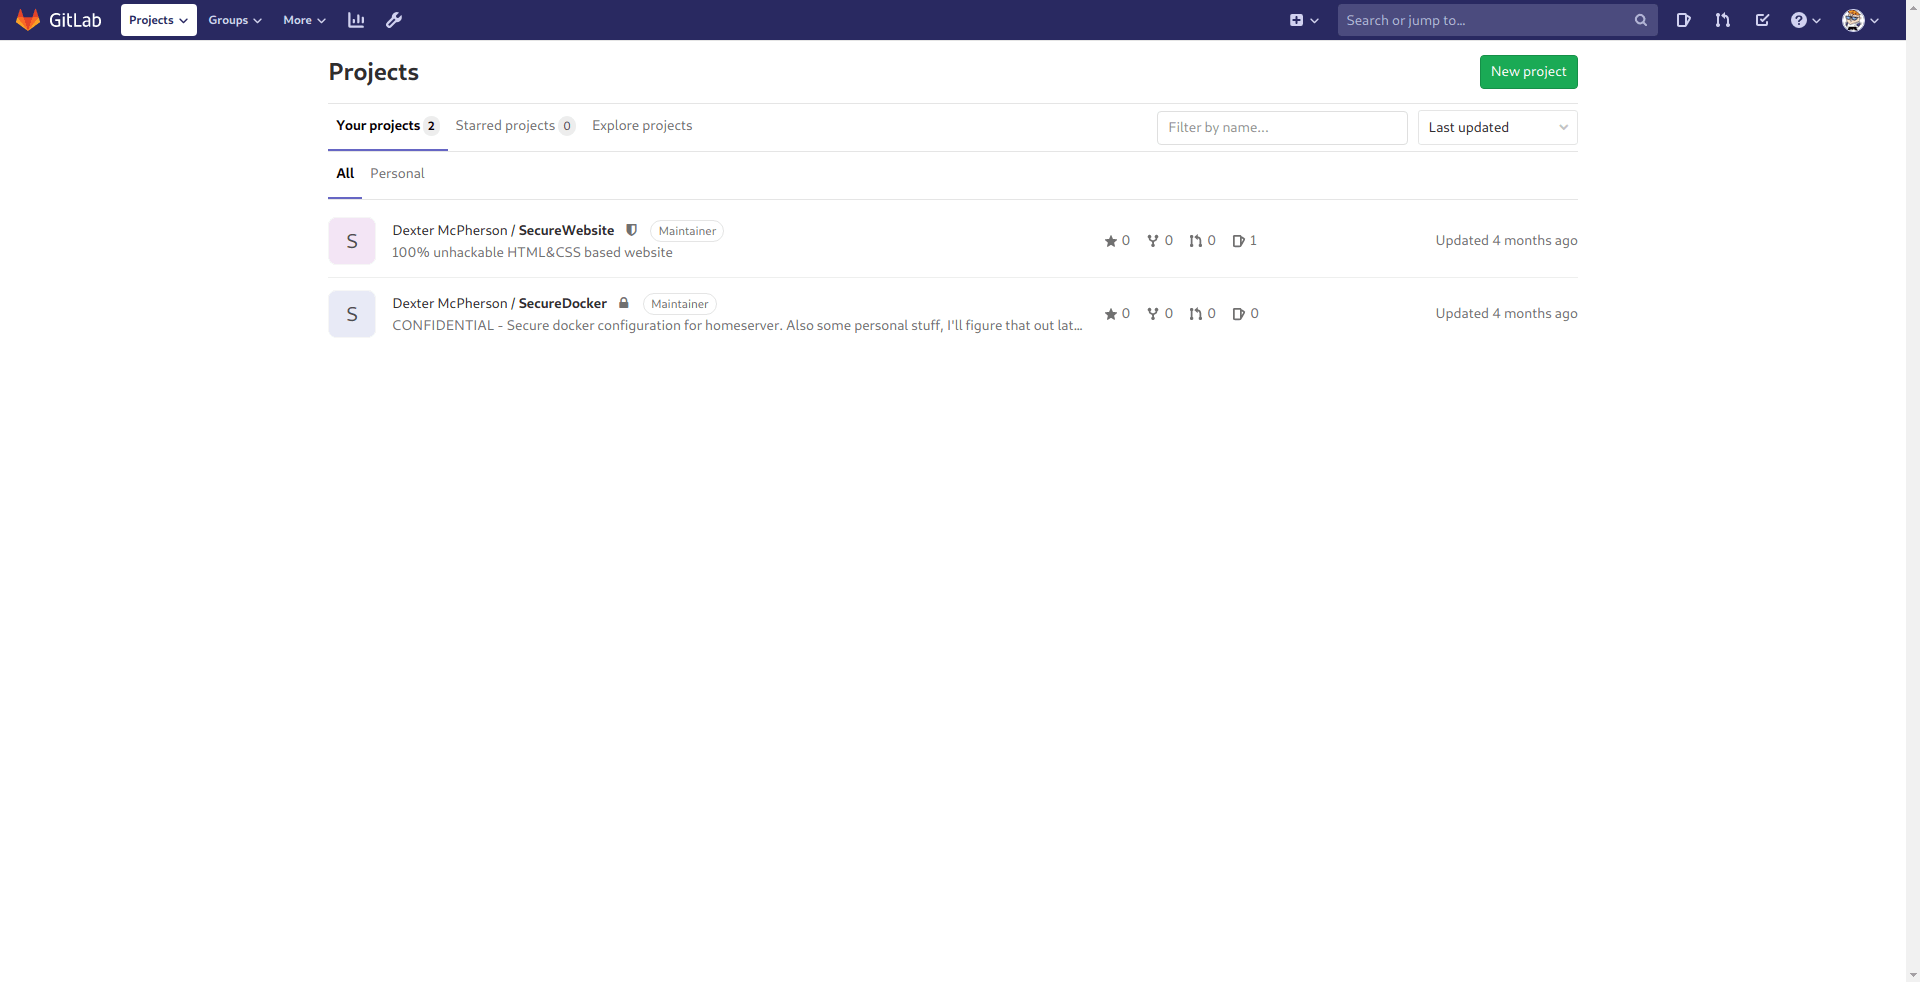 GitLab Projects Groups More Search or jump to...
Projects New project
Your projects 2 Starred projects 0 Explore projects Filter by name... Last updated
All Personal
S Dexter McPherson / SecureWebsite Maintainer 0 0 0 1 Updated 4 months ago
100% unhackable HTML&CSS based website
S Dexter McPherson / SecureDocker Maintainer 0 0 0 0 Updated 4 months ago
CONFIDENTIAL - Secure docker configuration for homeserver. Also some personal stuff, I'll figure that out lat...